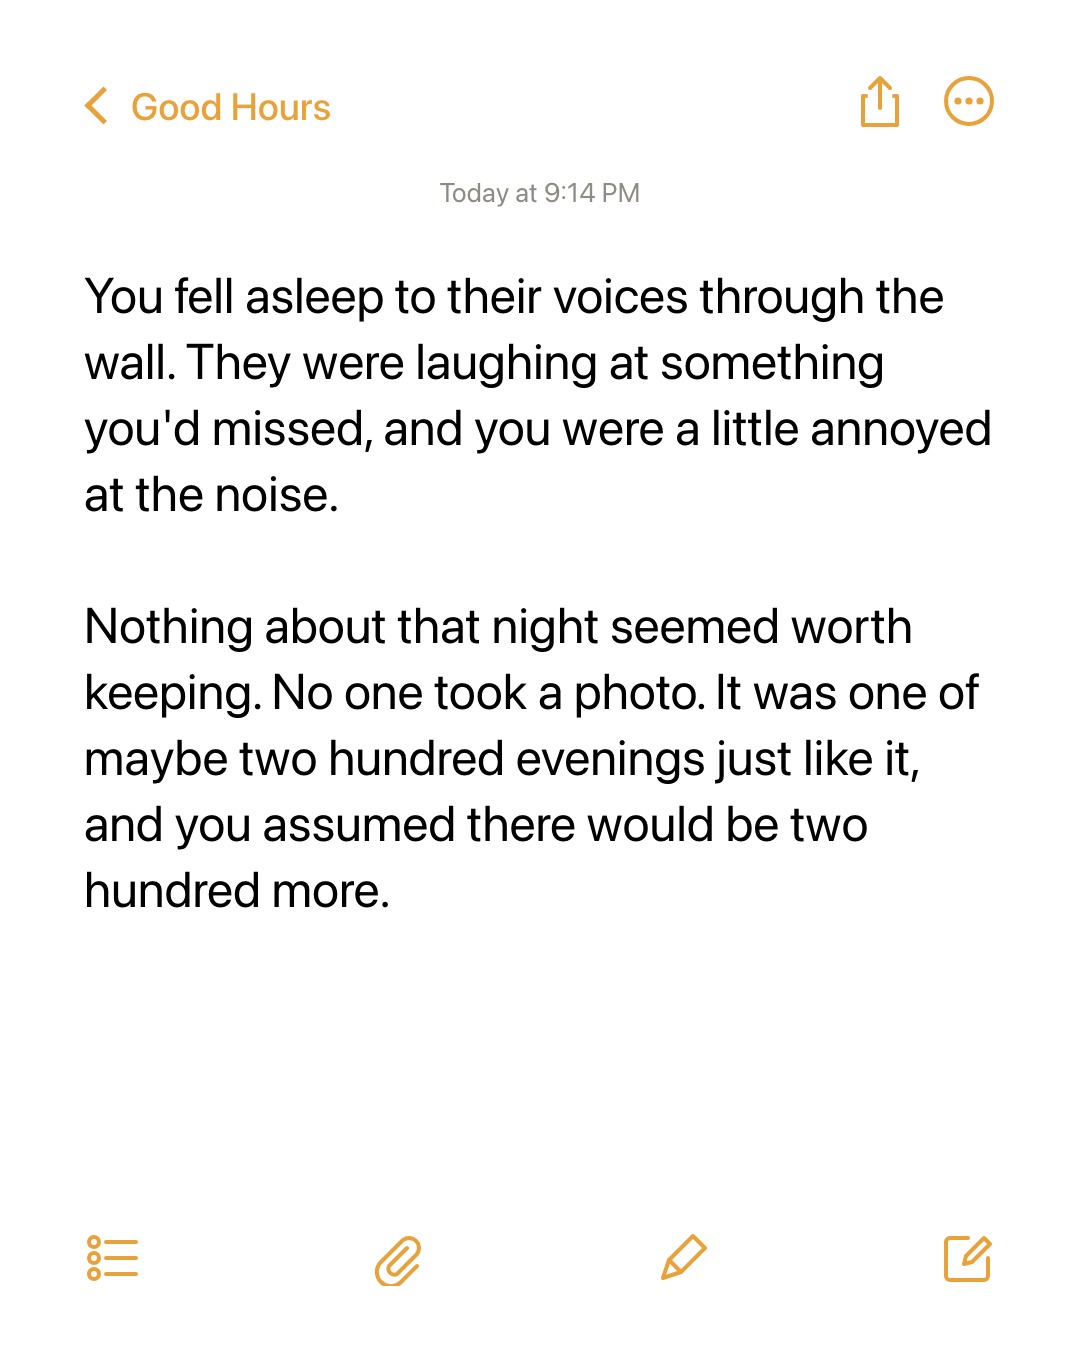 Good Hours
Today at 9:14 PM
You fell asleep to their voices through the
wall. They were laughing at something
you'd missed, and you were a little annoyed
at the noise.
Nothing about that night seemed worth
keeping. No one took a photo. It was one of
maybe two hundred evenings just like it,
and you assumed there would be two
hundred more.